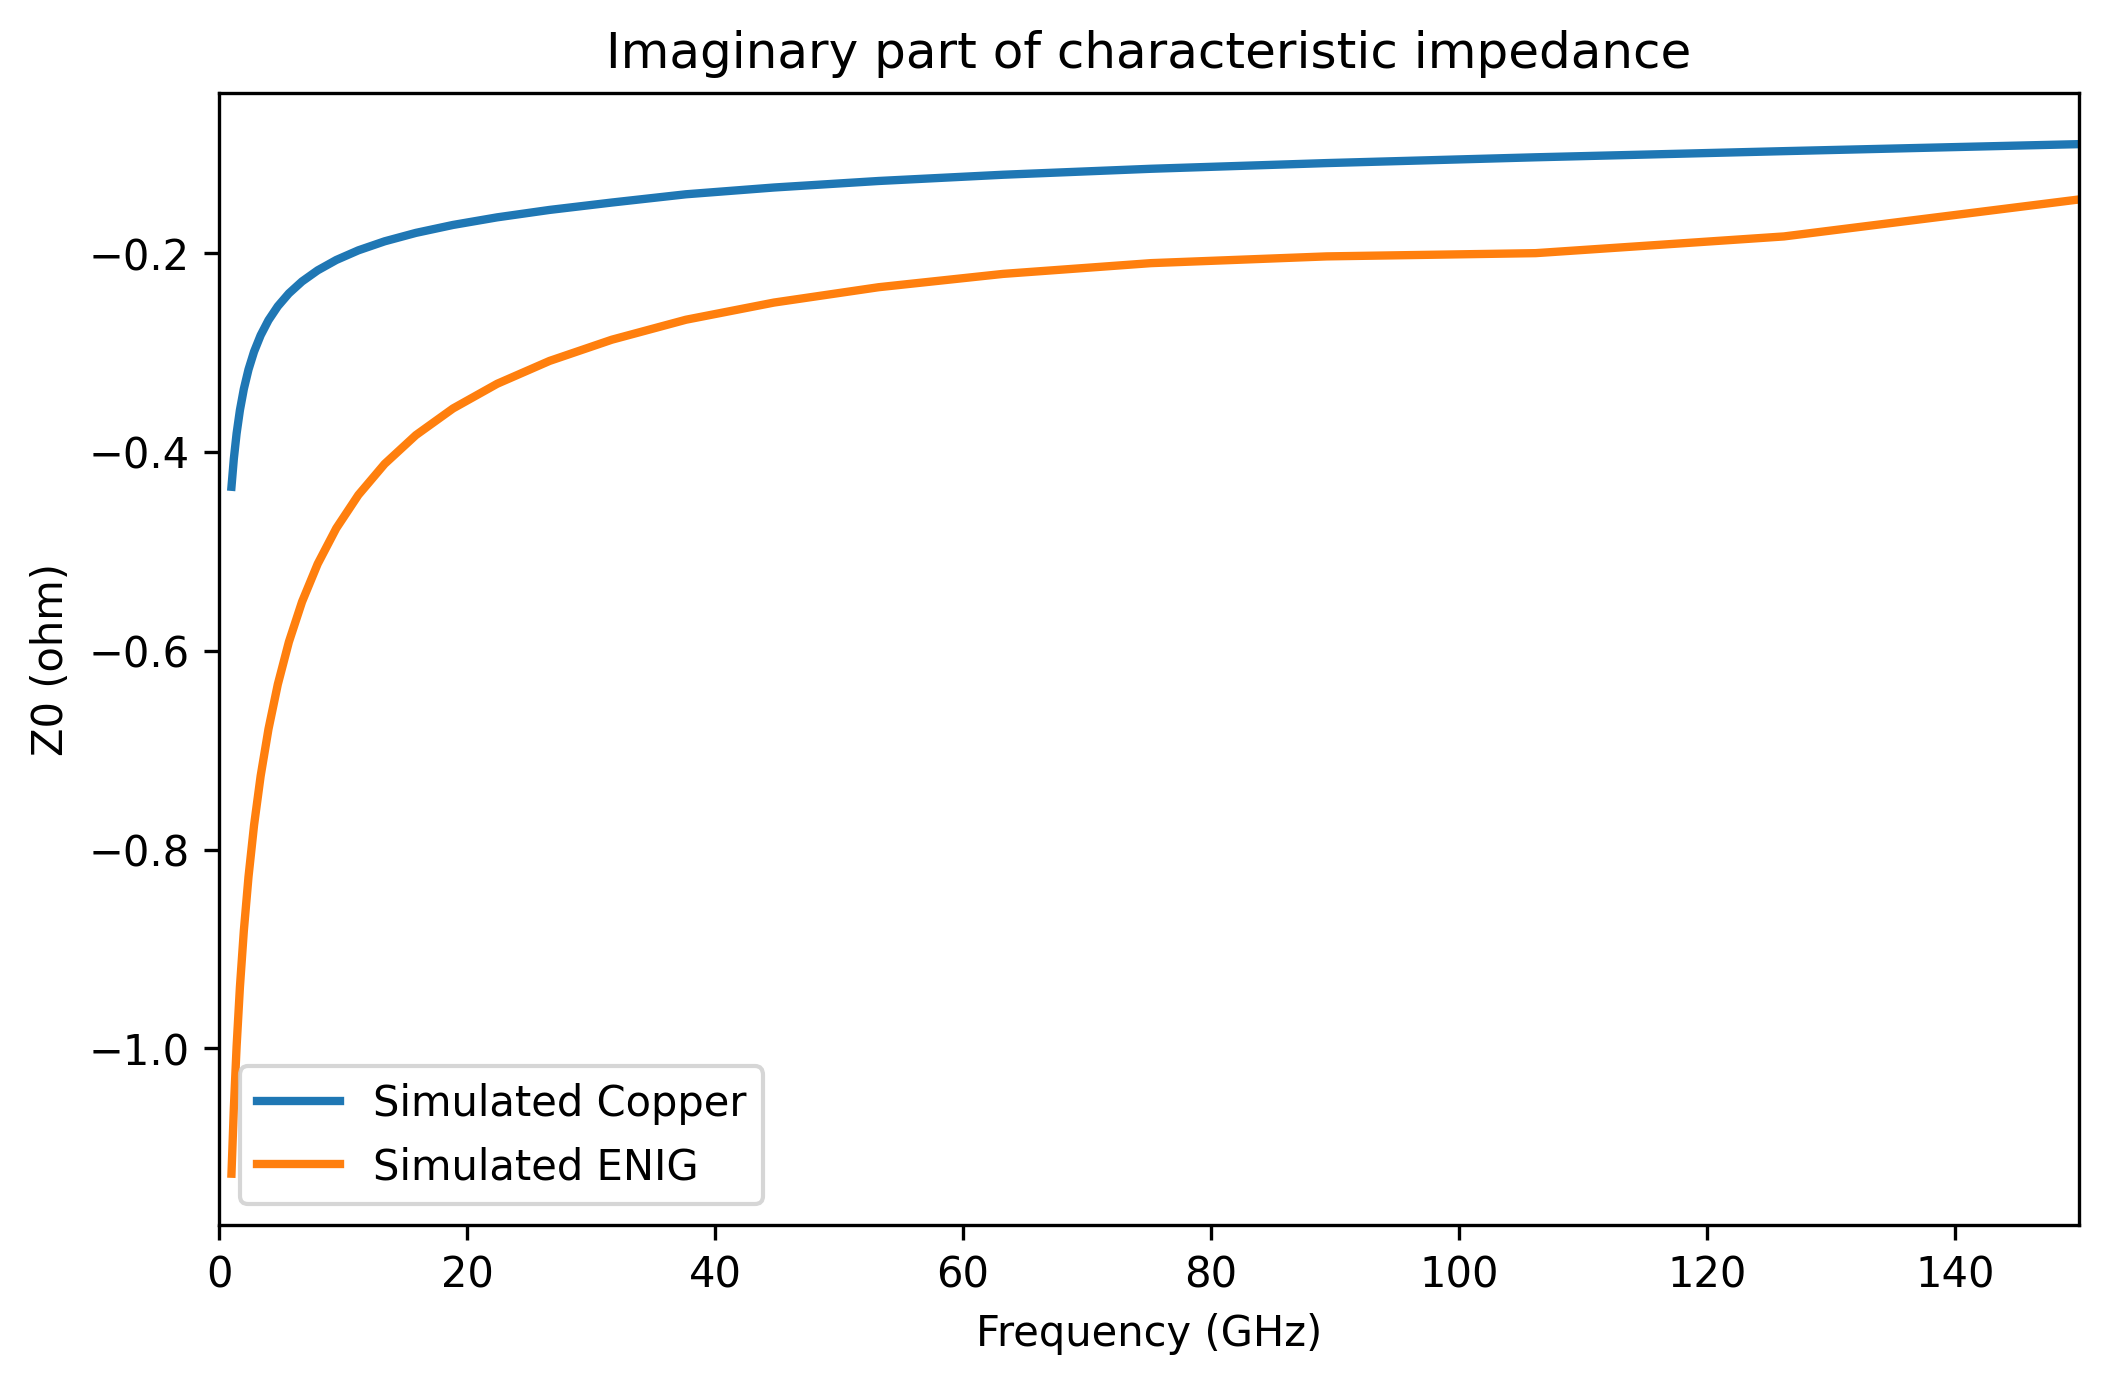 Imaginary part of characteristic impedance
Z0 (ohm)
−0.2
−0.4
−0.6
−0.8
−1.0
Simulated Copper
Simulated ENIG
0 20 40 60 80 100 120 140
Frequency (GHz)